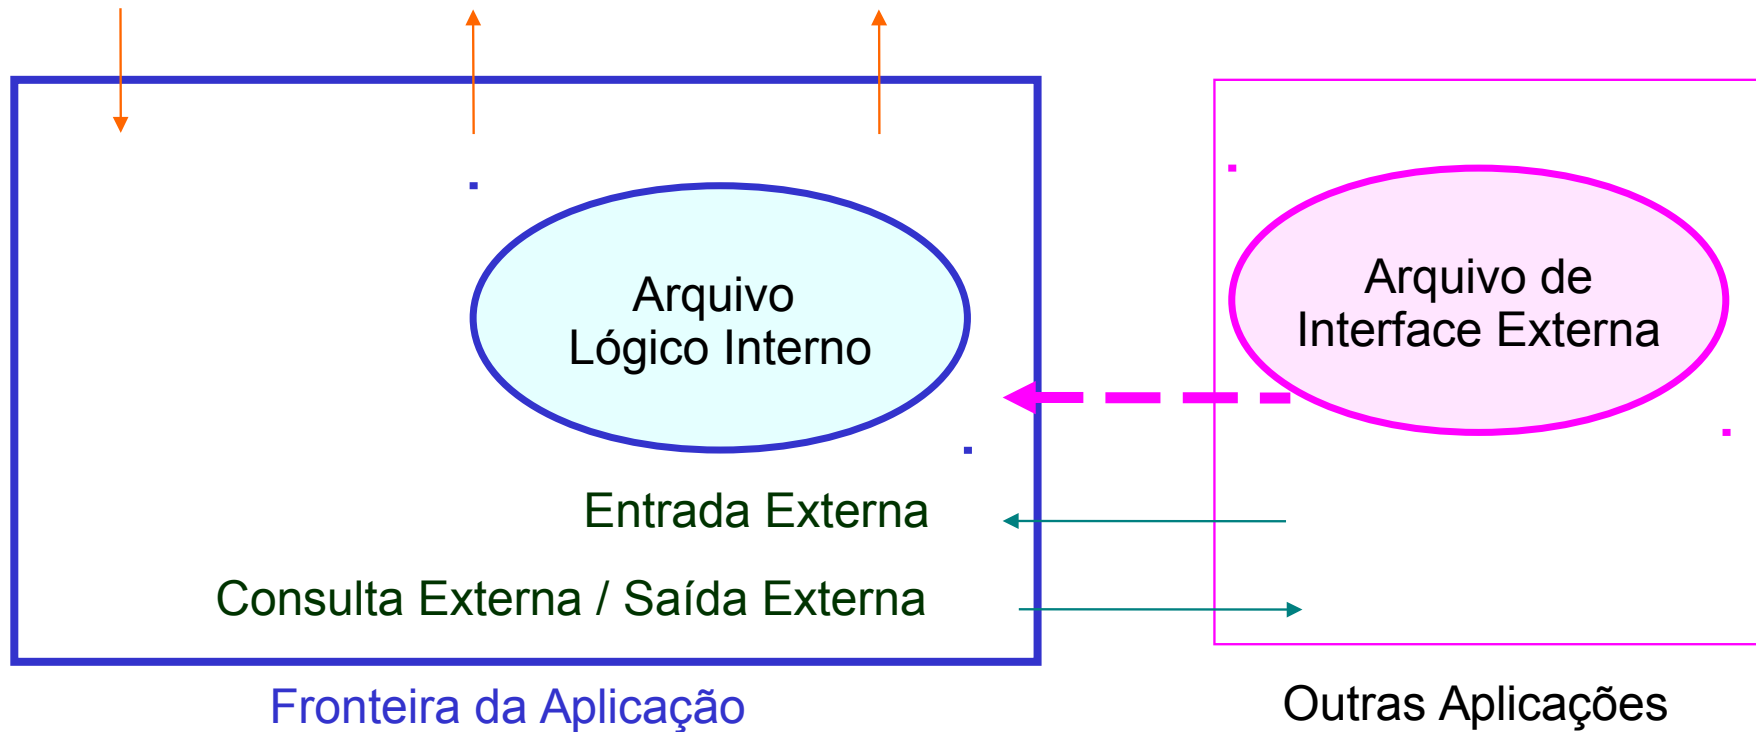 Arquivo
Lógico Interno
Arquivo de
Interface Externa
Entrada Externa
Consulta Externa / Saída Externa
Fronteira da Aplicação
Outras Aplicações